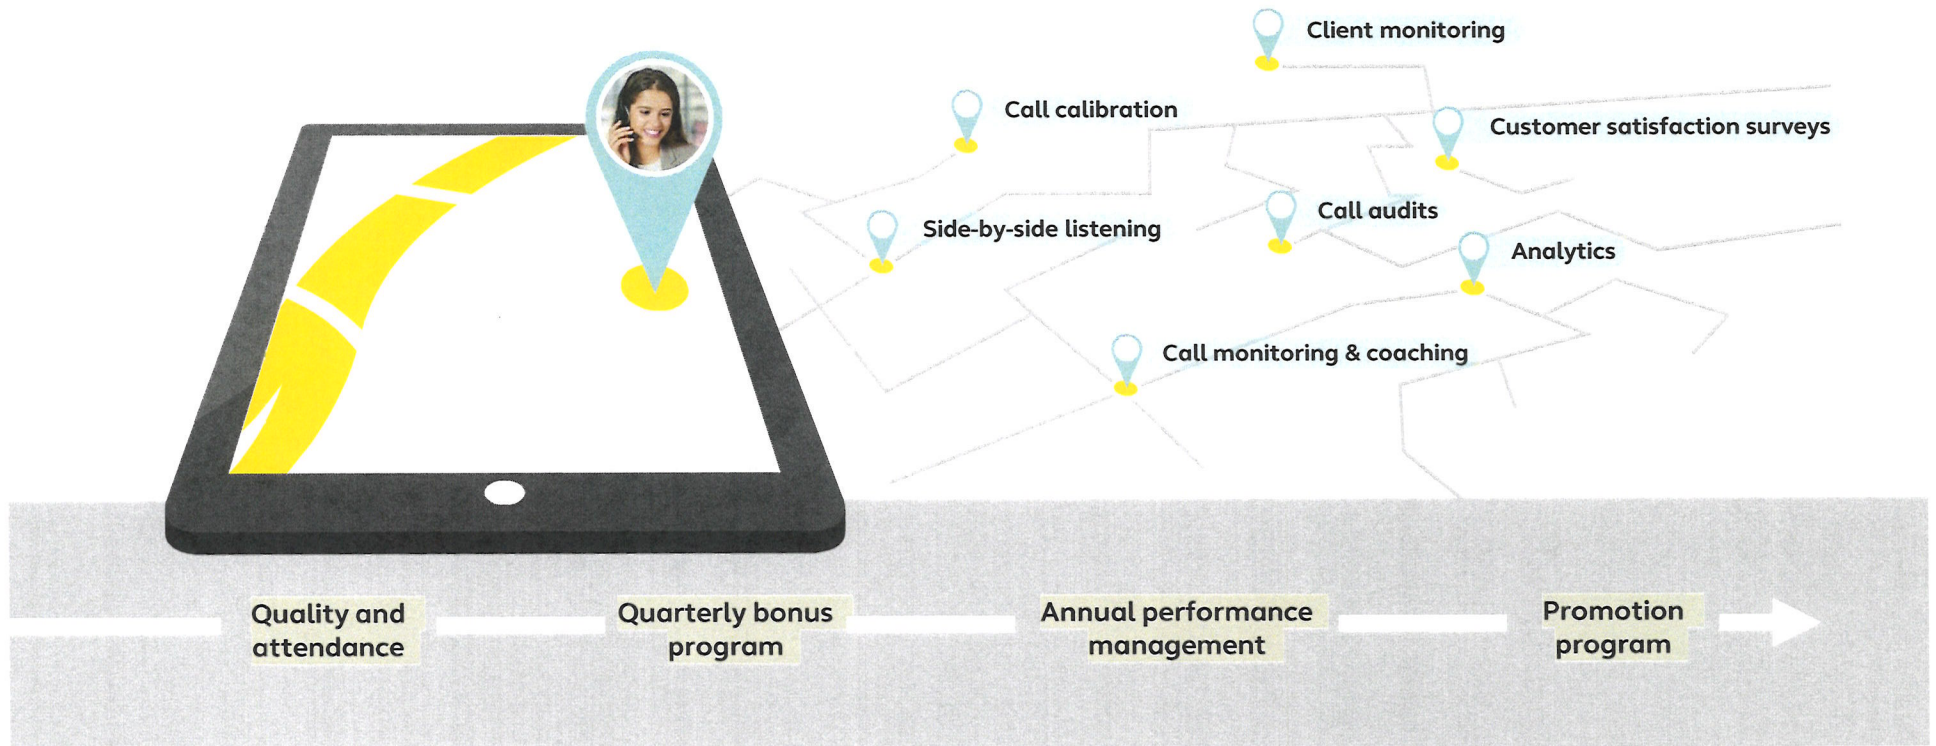 Client monitoring
Call calibration
Customer satisfaction surveys
Call audits
Side-by-side listening
Analytics
Call monitoring & coaching
Quality and
attendance
Quarterly bonus
program
Annual performance
management
Promotion
program